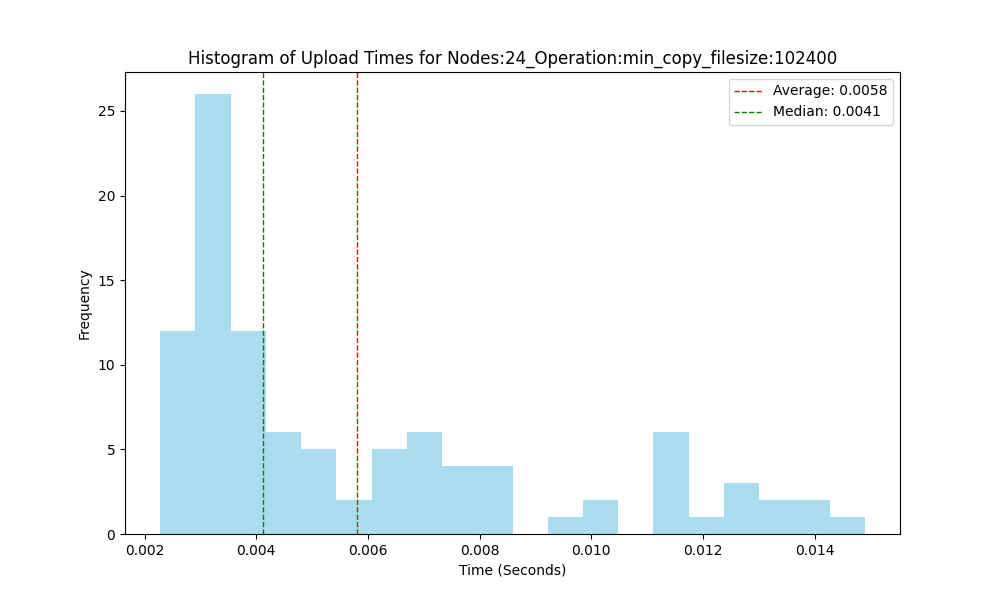 Histogram of Upload Times for Nodes:24_Operation:min_copy_filesize:102400
Average: 0.0058
Median: 0.0041
Frequency
25
20
15
10
5
0
0.002 0.004 0.006 0.008 0.010 0.012 0.014
Time (Seconds)